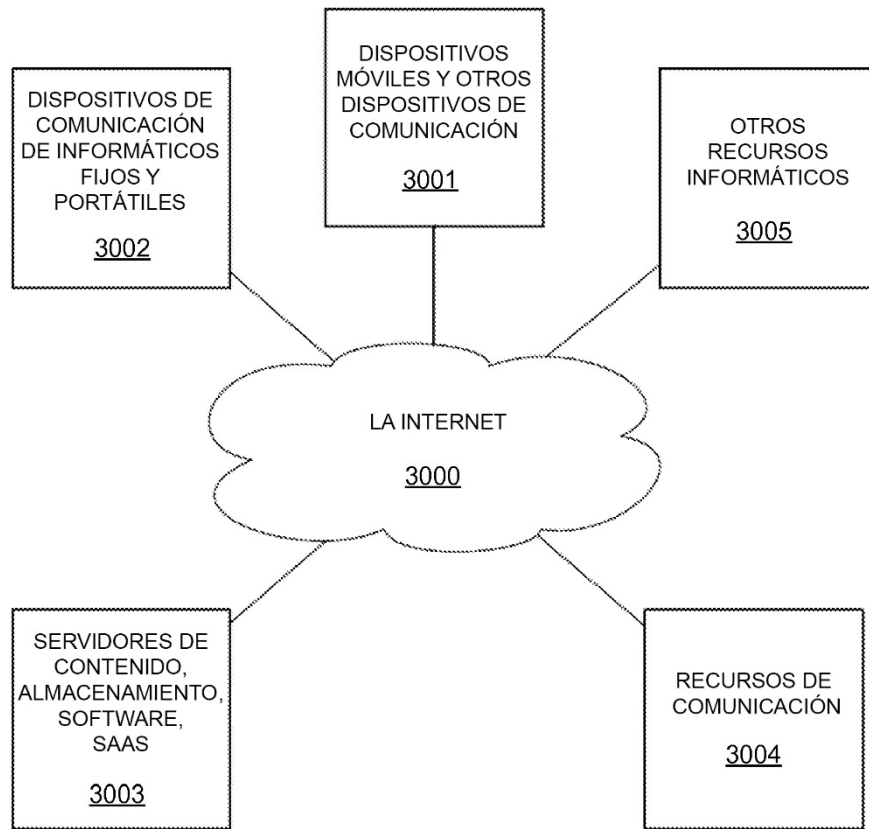 DISPOSITIVOS DE
COMUNICACIÓN
DE INFORMÁTICOS
FIJOS Y
PORTÁTILES
3002
DISPOSITIVOS
MÓVILES Y OTROS
DISPOSITIVOS DE
COMUNICACIÓN
3001
OTROS
RECURSOS
INFORMÁTICOS
3005
LA INTERNET
3000
SERVIDORES DE
CONTENIDO,
ALMACENAMIENTO,
SOFTWARE,
SAAS
3003
RECURSOS DE
COMUNICACIÓN
3004